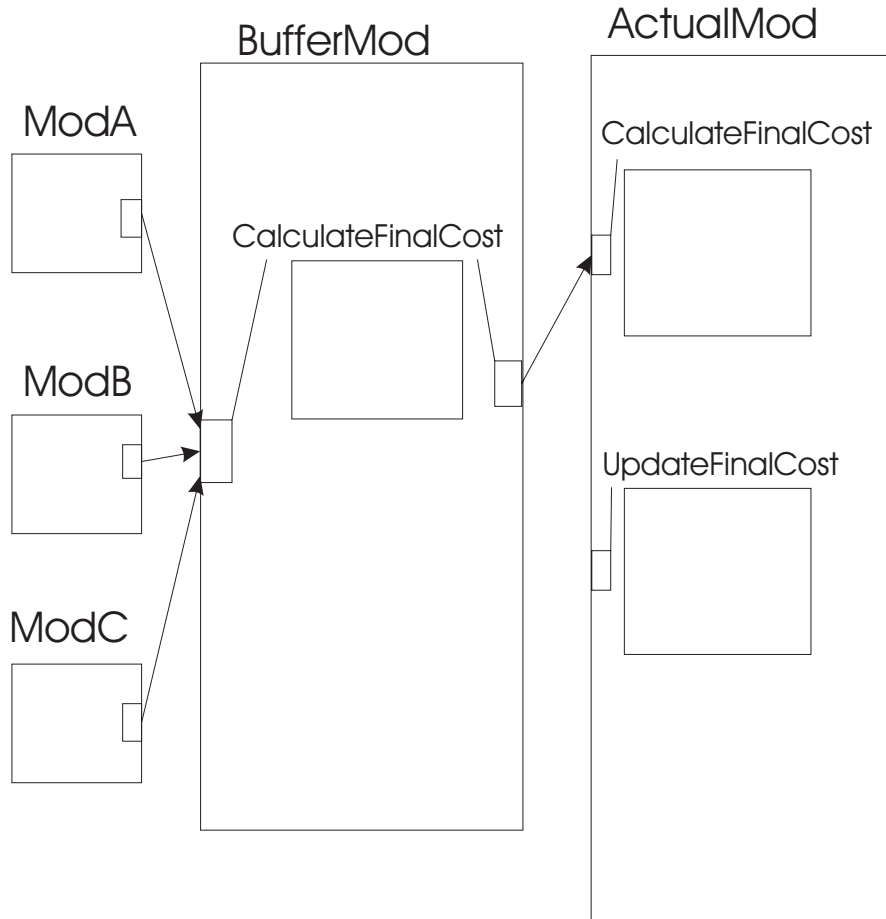 BufferMod
ActualMod
ModA
CalculateFinalCost
CalculateFinalCost
ModB
UpdateFinalCost
ModC